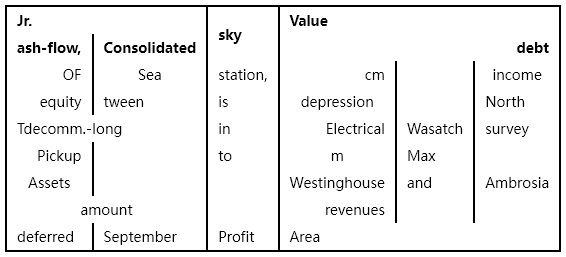 Jr. Value
sky
ash-flow, Consolidated debt
OF Sea station, cm income
equity tween is depression North
Tdecomm.-long in Electrical Wasatch survey
Pickup to m Max
Assets Westinghouse and Ambrosia
amount revenues
deferred September Profit Area